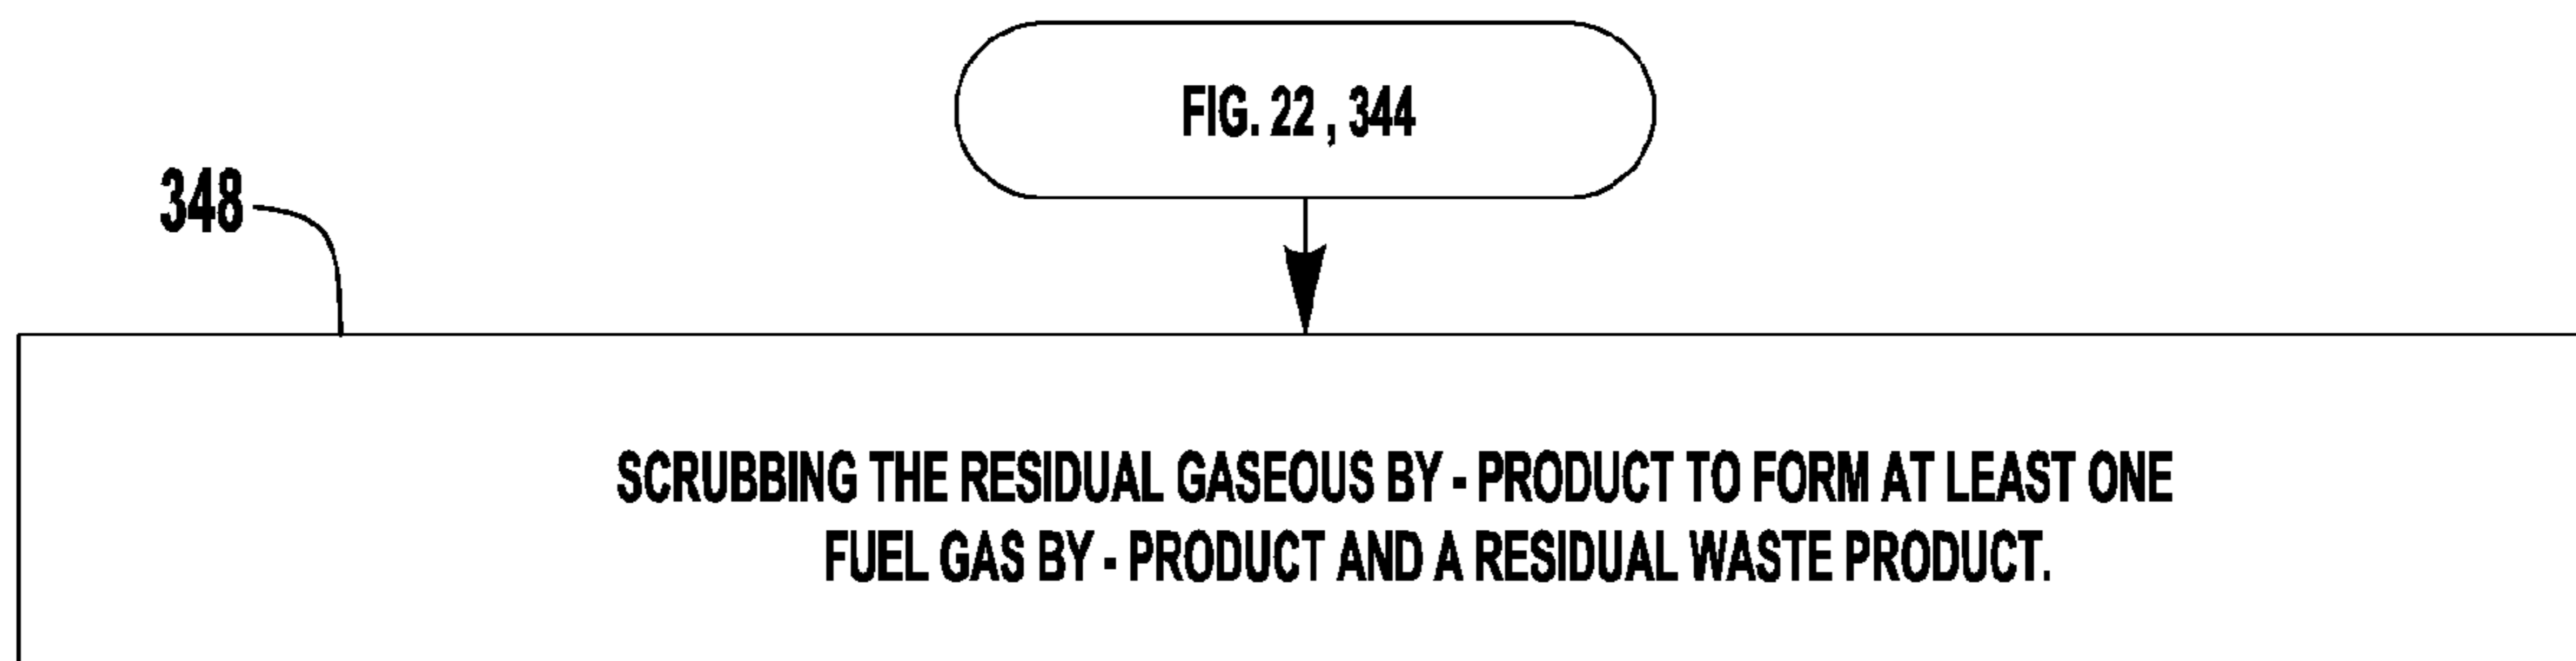 FIG. 22 , 344
348
SCRUBBING THE RESIDUAL GASEOUS BY - PRODUCT TO FORM AT LEAST ONE
FUEL GAS BY - PRODUCT AND A RESIDUAL WASTE PRODUCT.